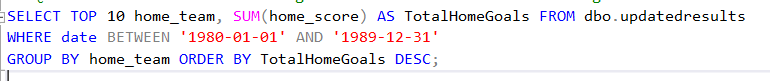 SELECT TOP 10 home_team, SUM(home_score) AS TotalHomeGoals FROM dbo.updatedresults
WHERE date BETWEEN '1980-01-01' AND '1989-12-31'
GROUP BY home_team ORDER BY TotalHomeGoals DESC;